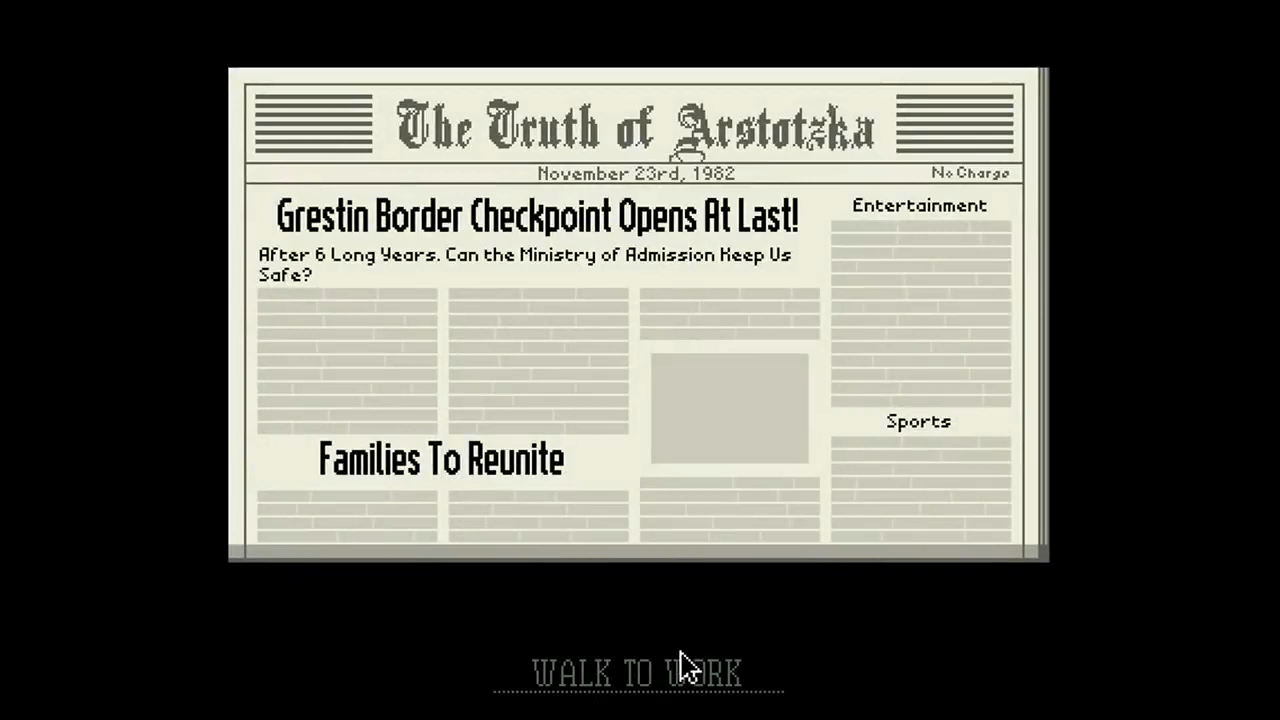 The Truth of Arstotzka
November 23rd, 1982
No Charge
Grestin Border Checkpoint Opens At Last!
After 6 Long Years. Can the Ministry of Admission Keep Us
Safe?
Families To Reunite
Entertainment
Sports
WALK TO WORK